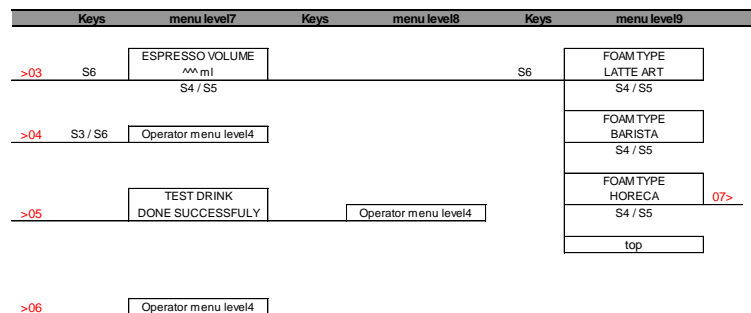 Keys menu level7 Keys menu level8 Keys menu level9
ESPRESSO VOLUME FOAM TYPE
>03 S6 ^^^ ml S6 LATTE ART
S4 / S5 S4 / S5
FOAM TYPE
>04 S3 / S6 Operator menu level4 BARISTA
S4 / S5
FOAM TYPE
TEST DRINK HORECA 07>
>05 DONE SUCCESSFULY Operator menu level4 S4 / S5
top
>06 Operator menu level4